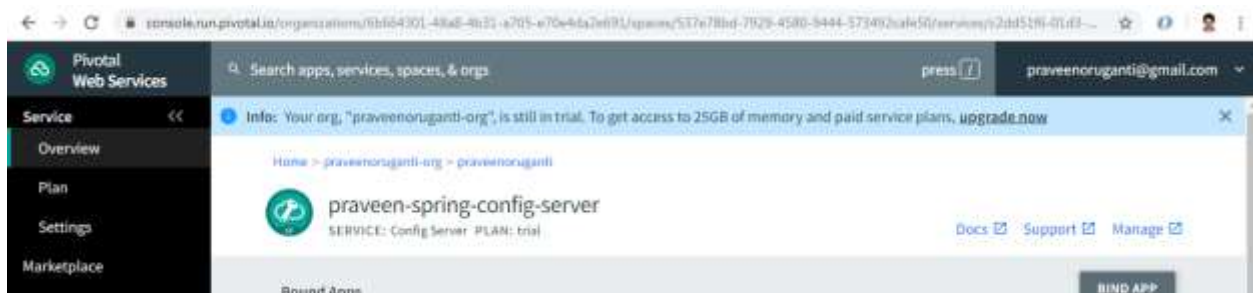 console.run.pivotal.io/organizations/
Pivotal
Web Services
Search apps, services, spaces, & orgs
press /
praveenoruganti@gmail.com
Service <<
Info: Your org, "praveenoruganti-org", is still in trial. To get access to 25GB of memory and paid service plans, upgrade now
Overview
Home > praveenoruganti-org > praveenoruganti
Plan
praveen-spring-config-server
SERVICE: Config Server PLAN: trial
Settings
Docs Support Manage
Marketplace
Bound Apps
BIND APP